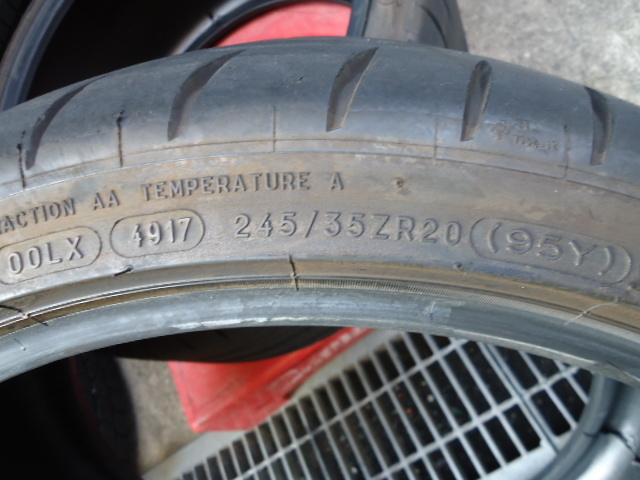 ACTION AA TEMPERATURE A
00LX 4917 245/35ZR20 (95Y)